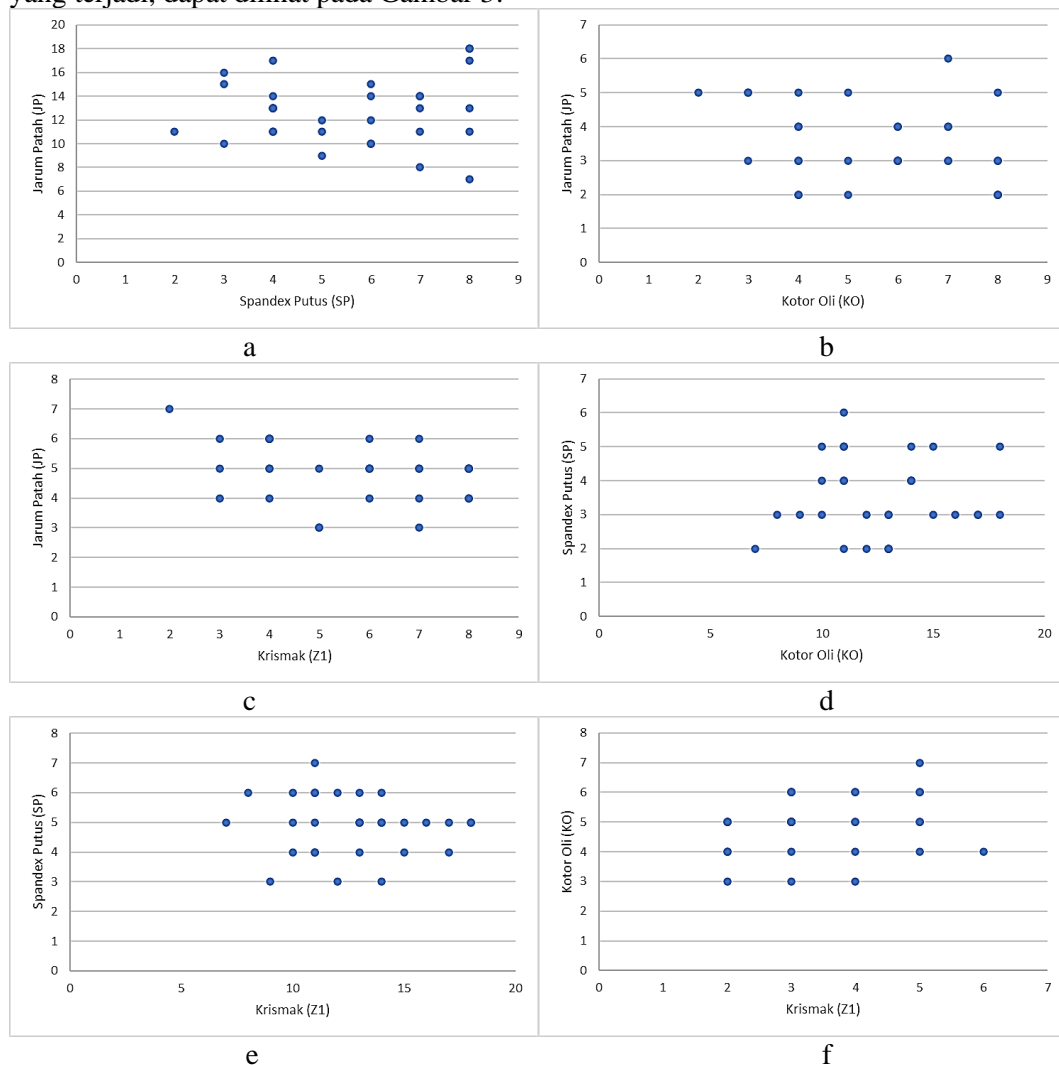 yang terjadi, dapat dilihat pada Gambar 3.
20
18
16
14
12
10
8
6
4
2
0
Jarum Patah (JP)
0 1 2 3 4 5 6 7 8 9
Spandex Putus (SP)
a
7
6
5
4
3
2
1
0
Jarum Patah (JP)
0 1 2 3 4 5 6 7 8 9
Kotor Oli (KO)
b
8
7
6
5
4
3
2
1
0
Jarum Patah (JP)
0 1 2 3 4 5 6 7 8 9
Krismak (Z1)
c
7
6
5
4
3
2
1
0
Spandex Putus (SP)
0 5 10 15 20
Kotor Oli (KO)
d
8
7
6
5
4
3
2
1
0
Spandex Putus (SP)
0 5 10 15 20
Krismak (Z1)
e
8
7
6
5
4
3
2
1
0
Kotor Oli (KO)
0 1 2 3 4 5 6 7
Krismak (Z1)
f